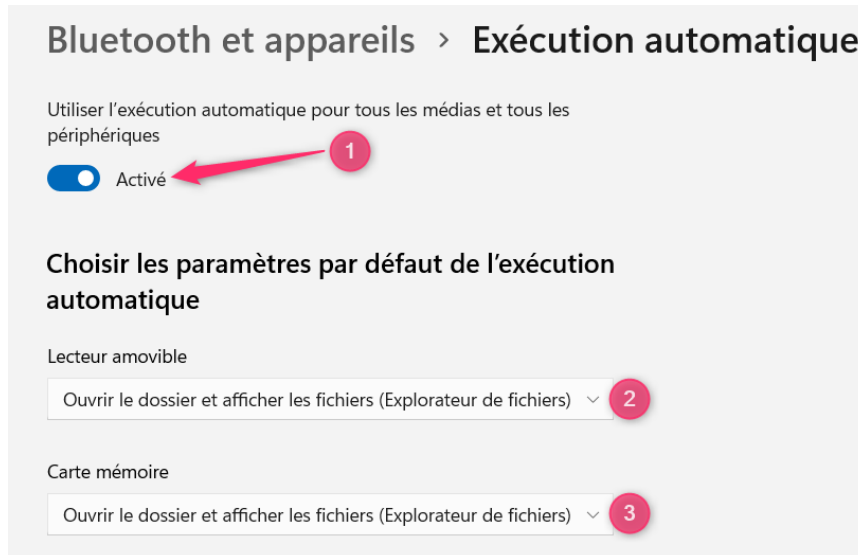 Bluetooth et appareils > Exécution automatique
Utiliser l'exécution automatique pour tous les médias et tous les
périphériques
1
Activé
Choisir les paramètres par défaut de l'exécution
automatique
Lecteur amovible
Ouvrir le dossier et afficher les fichiers (Explorateur de fichiers)
2
Carte mémoire
Ouvrir le dossier et afficher les fichiers (Explorateur de fichiers)
3